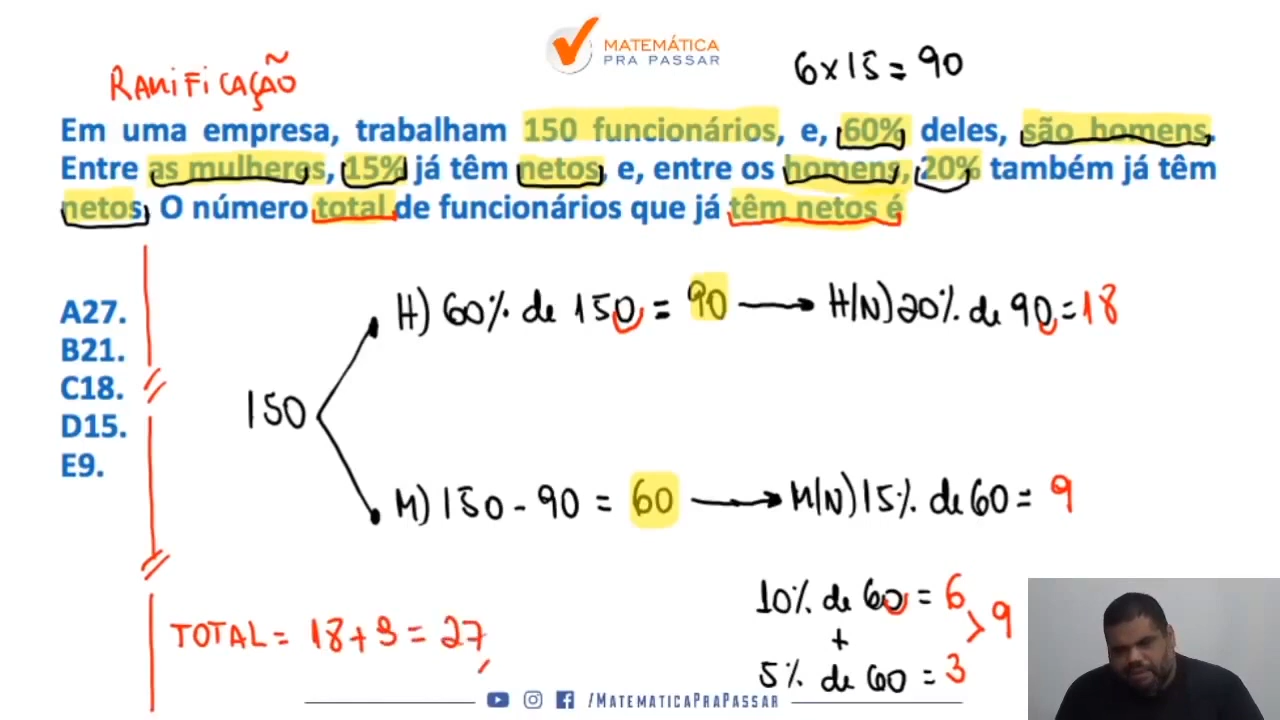 MATEMÁTICA
PRA PASSAR
6x15=90
RAMIFICAÇÃO
Em uma empresa, trabalham 150 funcionários, e, 60% deles, são homens.
Entre as mulheres, 15% já têm netos, e, entre os homens, 20% também já têm
netos. O número total de funcionários que já têm netos é
A27.
B21.
C18.
D15.
E9.
H) 60% de 150 = 90 → H(N) 20% de 90 = 18
150
M) 150 - 90 = 60 → M(N) 15% de 60 = 9
10% de 60 = 6
+
> 9
5% de 60 = 3
TOTAL = 18 + 9 = 27
/MATEMATICAPRAPASSAR